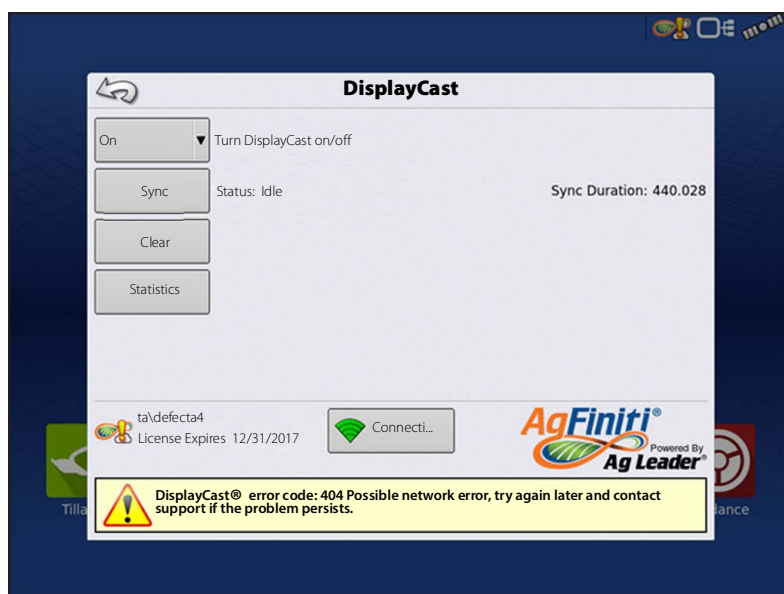 DisplayCast
On
Turn DisplayCast on/off
Sync
Status: Idle
Sync Duration: 440.028
Clear
Statistics
ta\defecta4
License Expires 12/31/2017
Connecti...
AgFiniti®
Powered By
Ag Leader®
DisplayCast® error code: 404 Possible network error, try again later and contact
support if the problem persists.
Tilla
dance